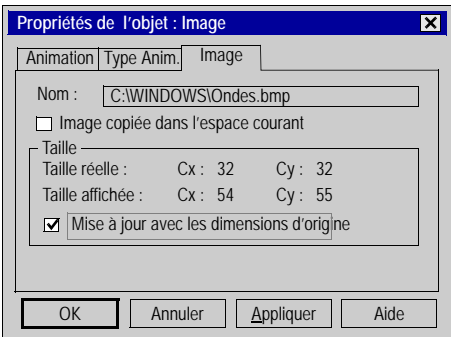 Propriétés de l'objet : Image
Animation Type Anim. Image
Nom : C:\WINDOWS\Ondes.bmp
Image copiée dans l'espace courant
Taille
Taille réelle : Cx : 32 Cy : 32
Taille affichée : Cx : 54 Cy : 55
Mise à jour avec les dimensions d'origine
OK Annuler Appliquer Aide